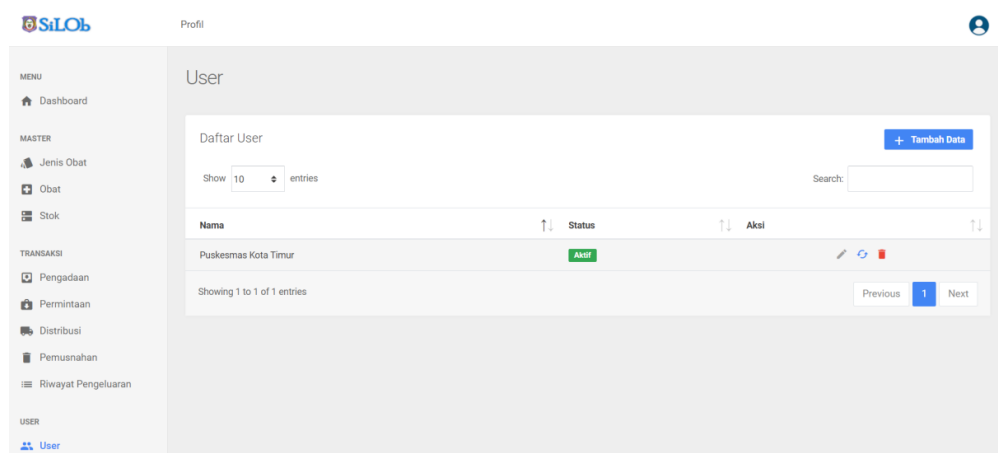 SiLOb
Profil
MENU
Dashboard
MASTER
Jenis Obat
Obat
Stok
TRANSAKSI
Pengadaan
Permintaan
Distribusi
Pemusnahan
Riwayat Pengeluaran
USER
User
User
Daftar User
+ Tambah Data
Show 10 entries
Search:
Nama Status Aksi
Puskesmas Kota Timur Aktif
Showing 1 to 1 of 1 entries
Previous 1 Next